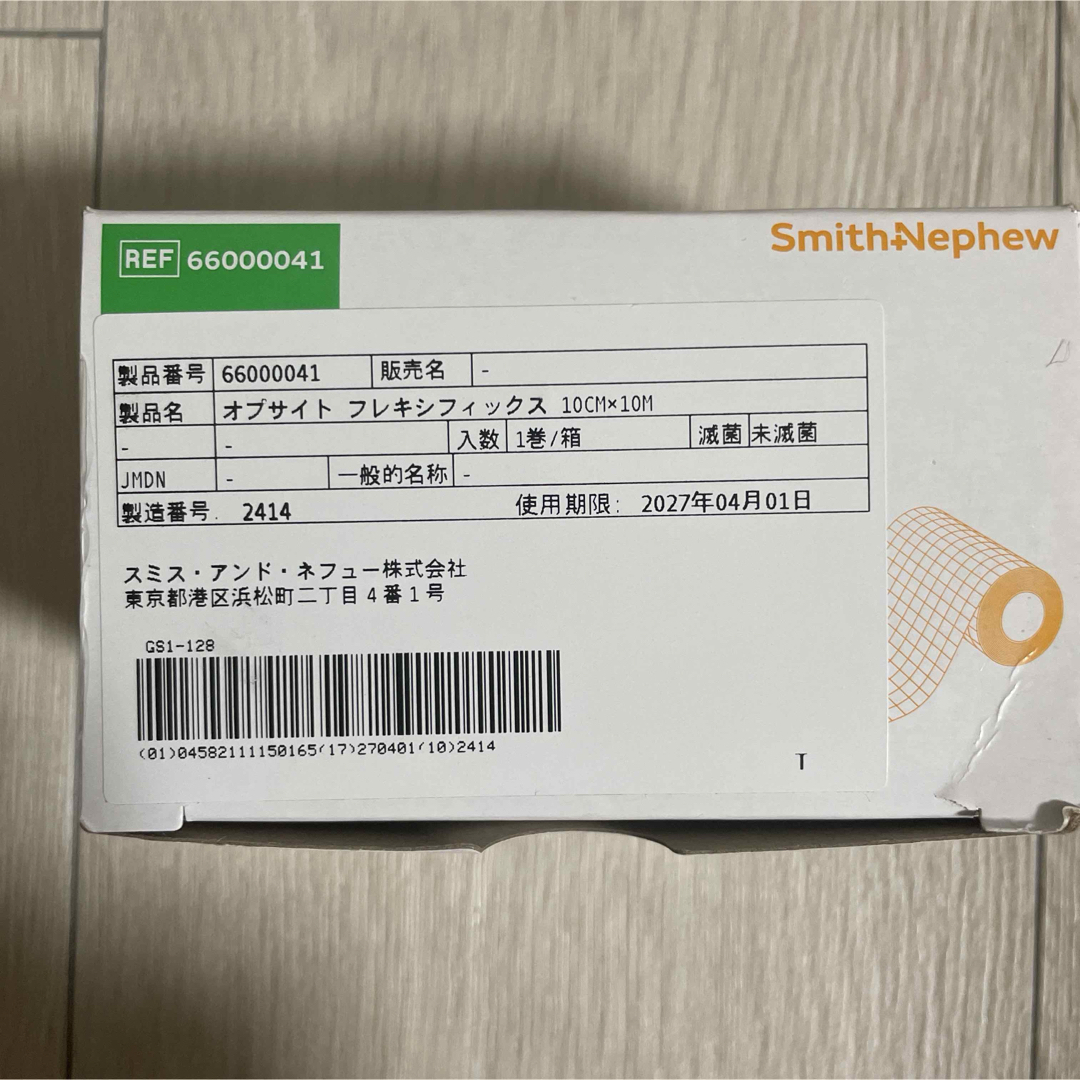 REF 66000041
Smith+Nephew
製品番号 66000041 販売名 -
製品名 オプサイト フレキシフィックス 10CM×10M
- - 入数 1巻/箱 滅菌 未滅菌
JMDN - 一般的名称 -
製造番号. 2414 使用期限: 2027年04月01日
スミス・アンド・ネフュー株式会社
東京都港区浜松町二丁目4番1号
GS1-128
(01)04582111150165(17)270401(10)2414
T